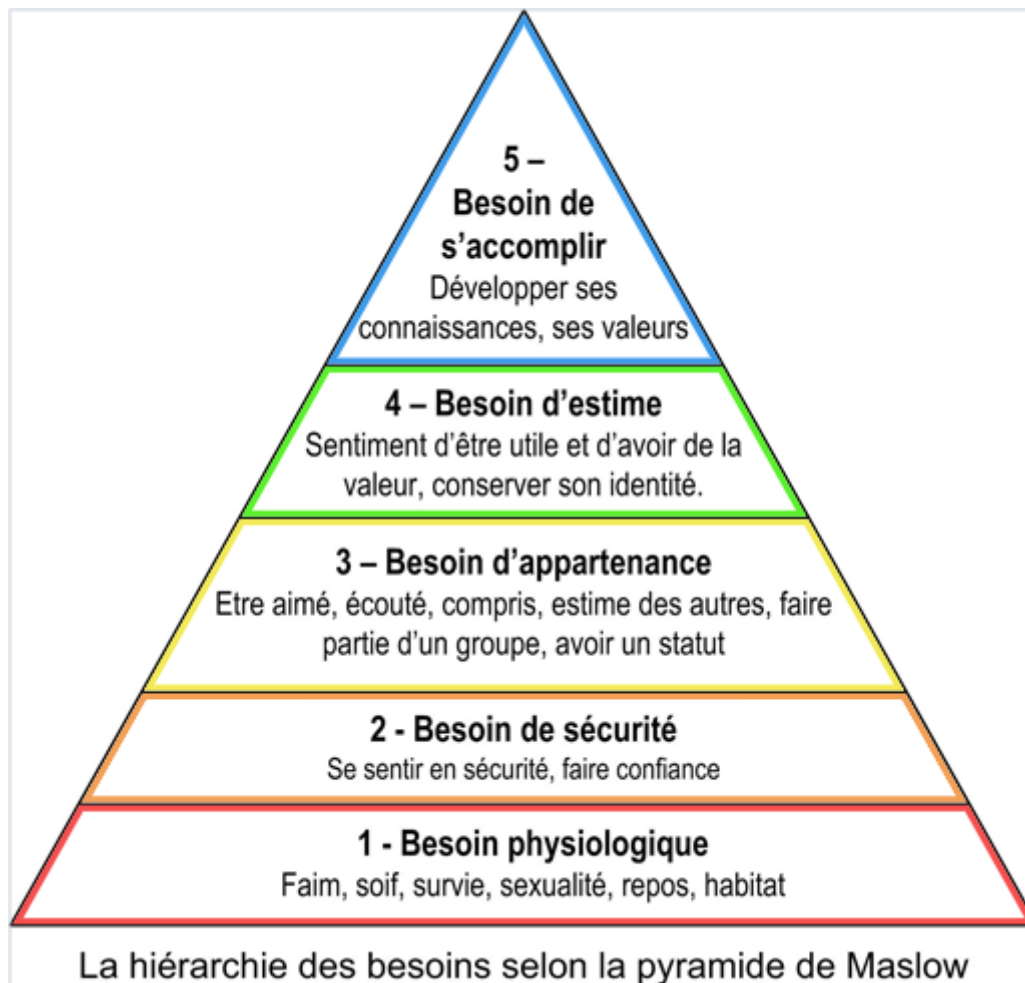 5 –
Besoin de
s’accomplir
Développer ses
connaissances, ses valeurs
4 – Besoin d’estime
Sentiment d’être utile et d’avoir de la
valeur, conserver son identité.
3 – Besoin d’appartenance
Etre aimé, écouté, compris, estime des autres, faire
partie d’un groupe, avoir un statut
2 - Besoin de sécurité
Se sentir en sécurité, faire confiance
1 - Besoin physiologique
Faim, soif, survie, sexualité, repos, habitat
La hiérarchie des besoins selon la pyramide de Maslow